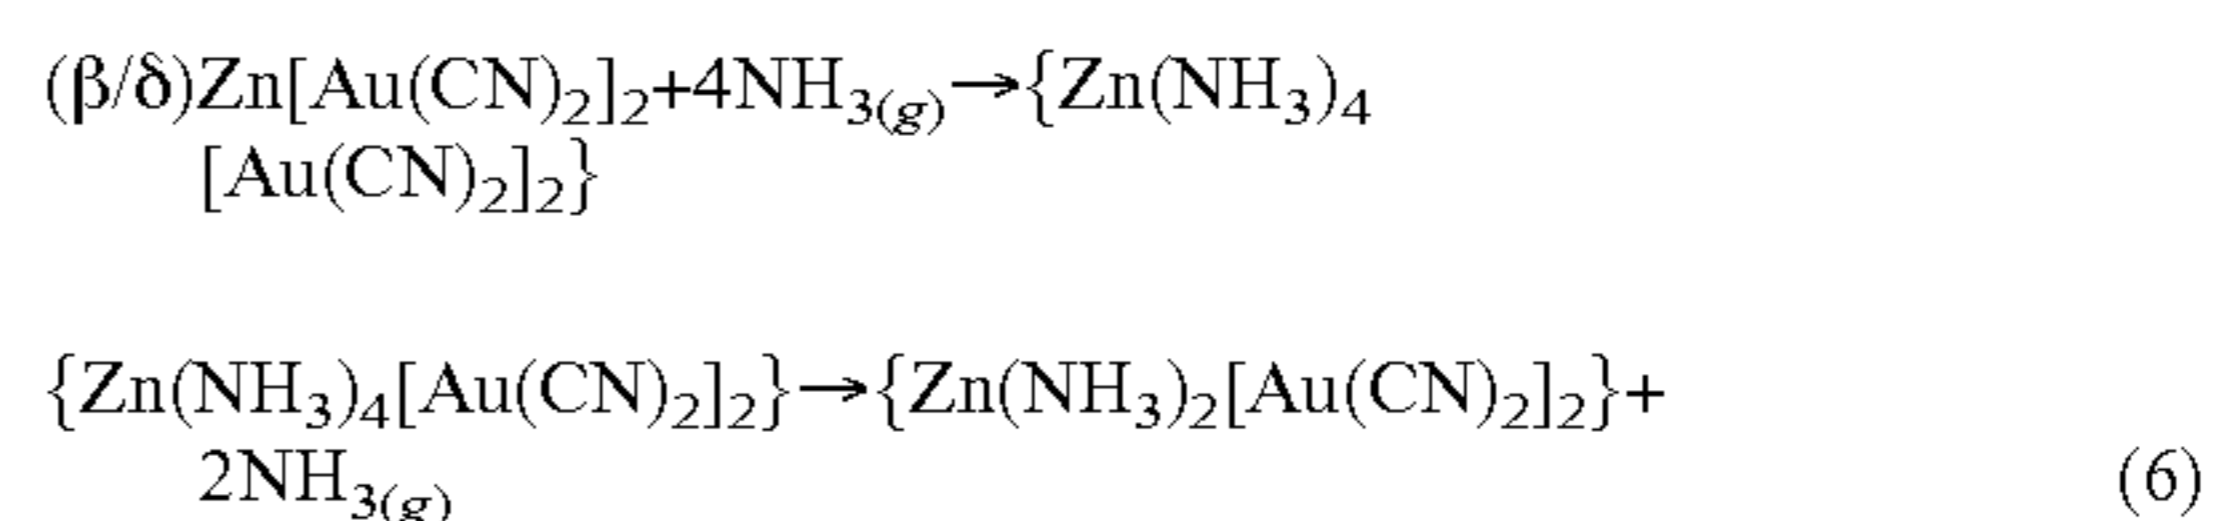 (β/δ)Zn[Au(CN)₂]₂+4NH₃₍g₎→{Zn(NH₃)₄
[Au(CN)₂]₂}
{Zn(NH₃)₄[Au(CN)₂]₂}→{Zn(NH₃)₂[Au(CN)₂]₂}+
2NH₃₍g₎ (6)